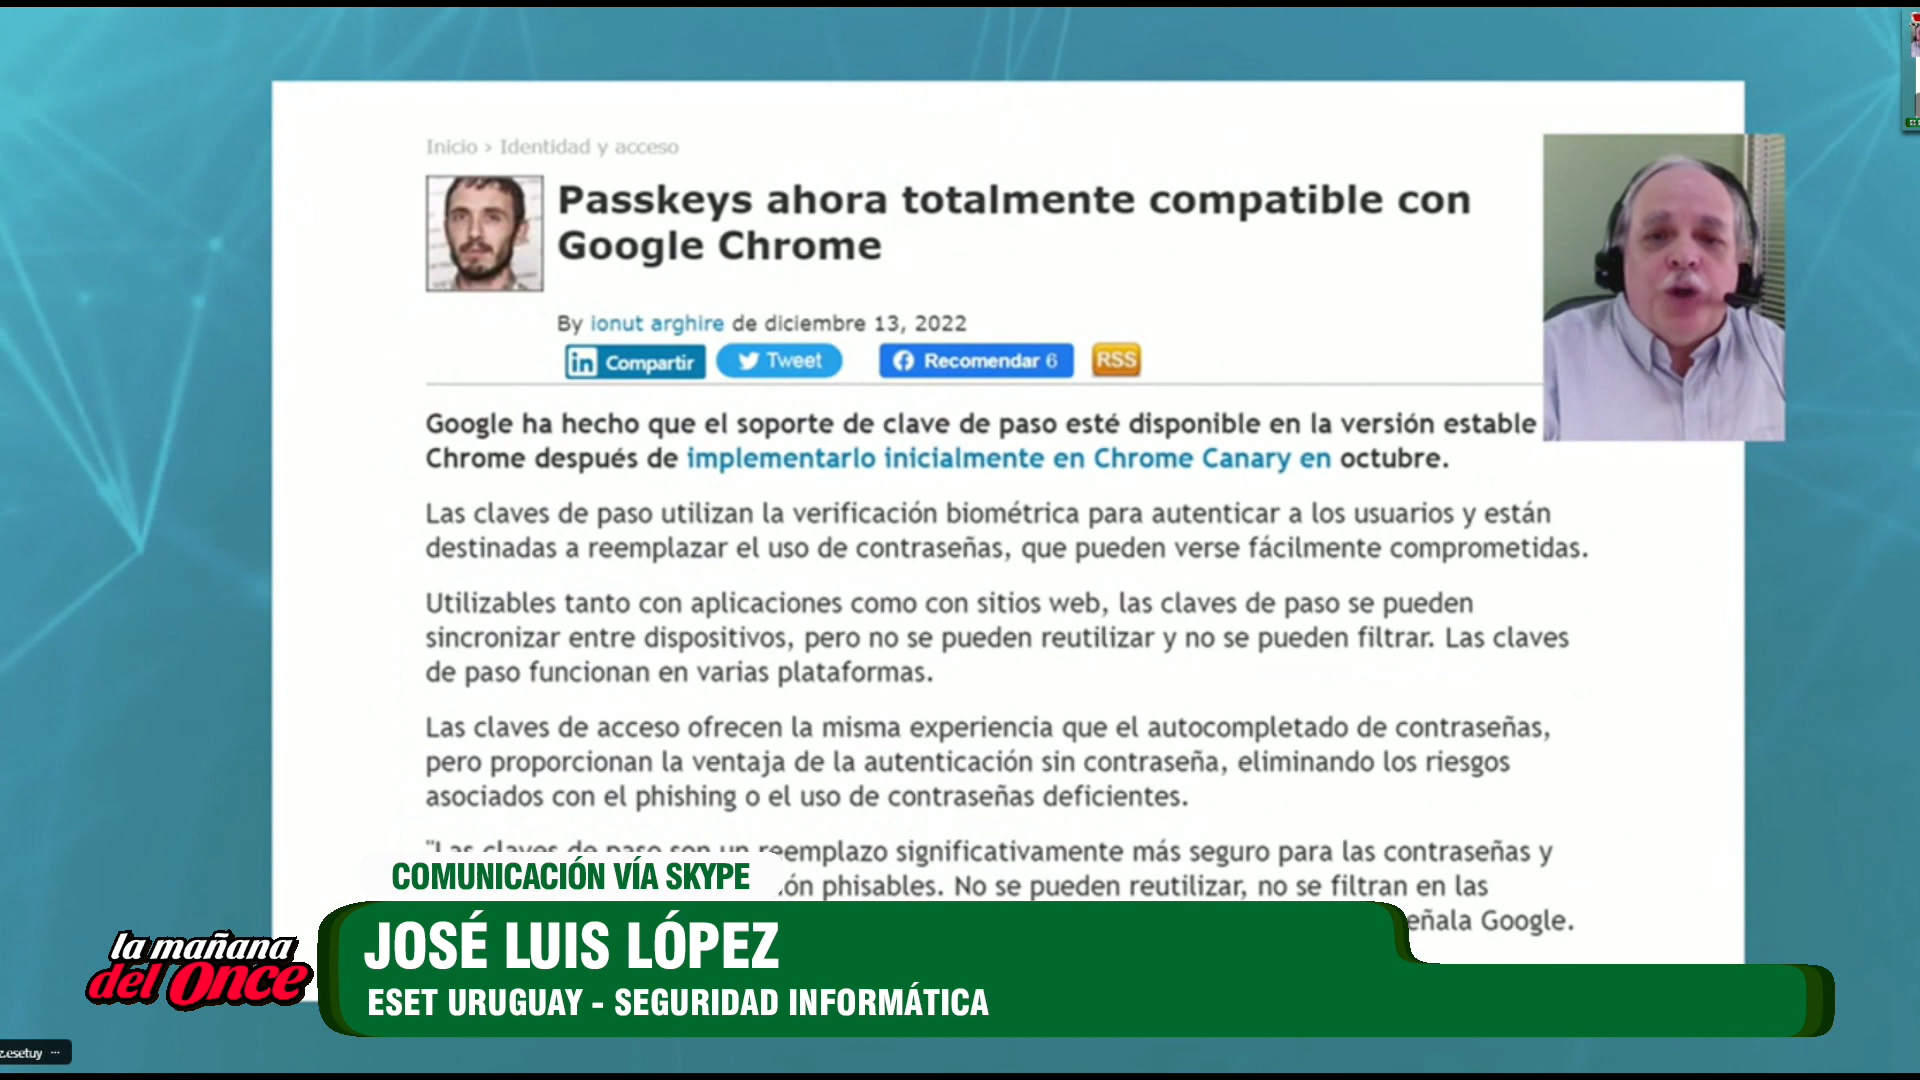 Inicio › Identidad y acceso
Passkeys ahora totalmente compatible con
Google Chrome
By ionut arghire de diciembre 13, 2022
in Compartir Tweet Recomendar 6 RSS
Google ha hecho que el soporte de clave de paso esté disponible en la versión estable
Chrome después de implementarlo inicialmente en Chrome Canary en octubre.
Las claves de paso utilizan la verificación biométrica para autenticar a los usuarios y están
destinadas a reemplazar el uso de contraseñas, que pueden verse fácilmente comprometidas.
Utilizables tanto con aplicaciones como con sitios web, las claves de paso se pueden
sincronizar entre dispositivos, pero no se pueden reutilizar y no se pueden filtrar. Las claves
de paso funcionan en varias plataformas.
Las claves de acceso ofrecen la misma experiencia que el autocompletado de contraseñas,
pero proporcionan la ventaja de la autenticación sin contraseña, eliminando los riesgos
asociados con el phishing o el uso de contraseñas deficientes.
"Las claves de paso son un reemplazo significativamente más seguro para las contraseñas y
phisables. No se pueden reutilizar, no se filtran en las
eñala Google.
COMUNICACIÓN VÍA SKYPE
JOSÉ LUIS LÓPEZ
ESET URUGUAY - SEGURIDAD INFORMÁTICA
la mañana
del Once
z.esetuy ...